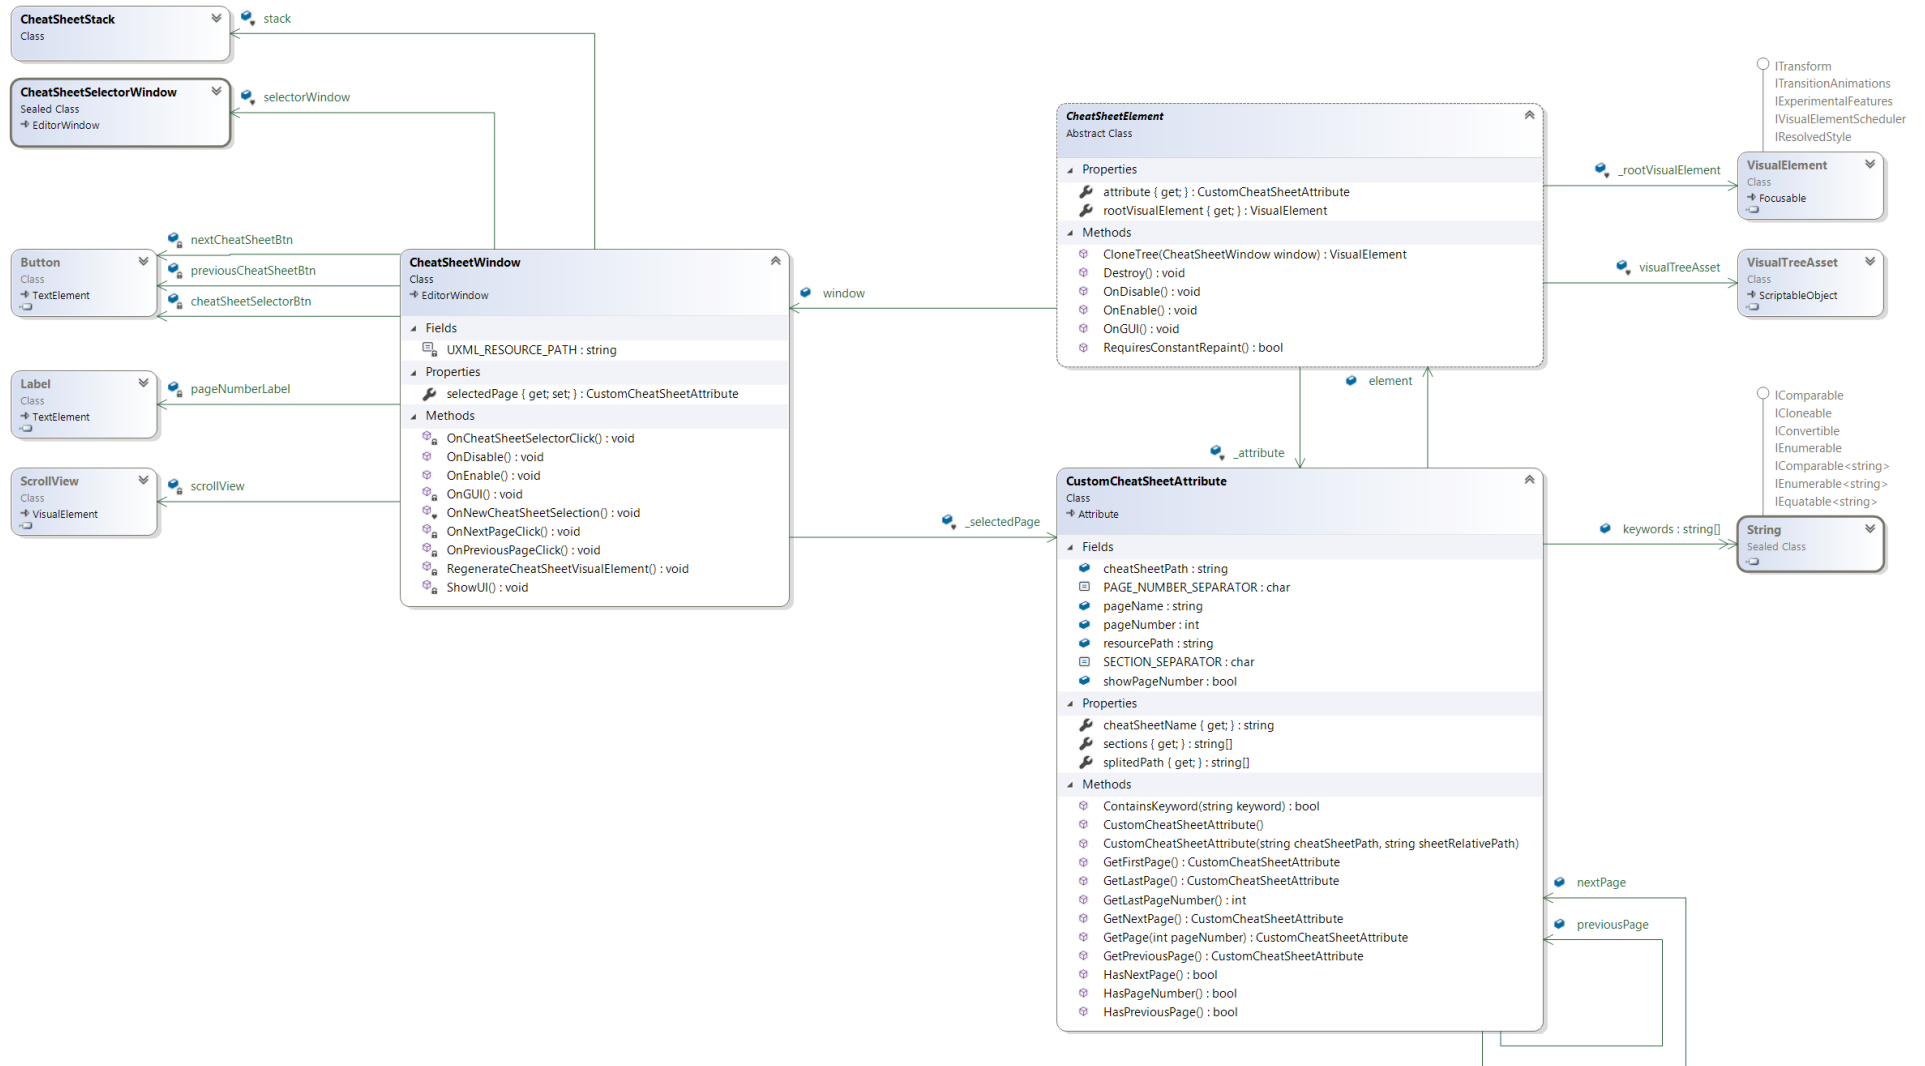 CheatSheetStack
Class
stack
CheatSheetSelectorWindow
Sealed Class
EditorWindow
selectorWindow
Button
Class
TextElement
nextCheatSheetBtn
previousCheatSheetBtn
cheatSheetSelectorBtn
Label
Class
TextElement
pageNumberLabel
ScrollView
Class
VisualElement
scrollView
CheatSheetWindow
Class
EditorWindow
Fields
UXML_RESOURCE_PATH : string
Properties
selectedPage { get; set; } : CustomCheatSheetAttribute
Methods
OnCheatSheetSelectorClick() : void
OnDisable() : void
OnEnable() : void
OnGUI() : void
OnNewCheatSheetSelection() : void
OnNextPageClick() : void
OnPreviousPageClick() : void
RegenerateCheatSheetVisualElement() : void
ShowUI() : void
window
_selectedPage
CheatSheetElement
Abstract Class
Properties
attribute { get; } : CustomCheatSheetAttribute
rootVisualElement { get; } : VisualElement
Methods
CloneTree(CheatSheetWindow window) : VisualElement
Destroy() : void
OnDisable() : void
OnEnable() : void
OnGUI() : void
RequiresConstantRepaint() : bool
element
_attribute
CustomCheatSheetAttribute
Class
Attribute
Fields
cheatSheetPath : string
PAGE_NUMBER_SEPARATOR : char
pageName : string
pageNumber : int
resourcePath : string
SECTION_SEPARATOR : char
showPageNumber : bool
Properties
cheatSheetName { get; } : string
sections { get; } : string[]
splitedPath { get; } : string[]
Methods
ContainsKeyword(string keyword) : bool
CustomCheatSheetAttribute()
CustomCheatSheetAttribute(string cheatSheetPath, string sheetRelativePath)
GetFirstPage() : CustomCheatSheetAttribute
GetLastPage() : CustomCheatSheetAttribute
GetLastPageNumber() : int
GetNextPage() : CustomCheatSheetAttribute
GetPage(int pageNumber) : CustomCheatSheetAttribute
GetPreviousPage() : CustomCheatSheetAttribute
HasNextPage() : bool
HasPageNumber() : bool
HasPreviousPage() : bool
nextPage
previousPage
ITransform
ITransitionAnimations
IExperimentalFeatures
IVisualElementScheduler
IResolvedStyle
_rootVisualElement
VisualElement
Class
Focusable
visualTreeAsset
VisualTreeAsset
Class
ScriptableObject
IComparable
ICloneable
IConvertible
IEnumerable
IComparable<string>
IEnumerable<string>
IEquatable<string>
keywords : string[]
String
Sealed Class